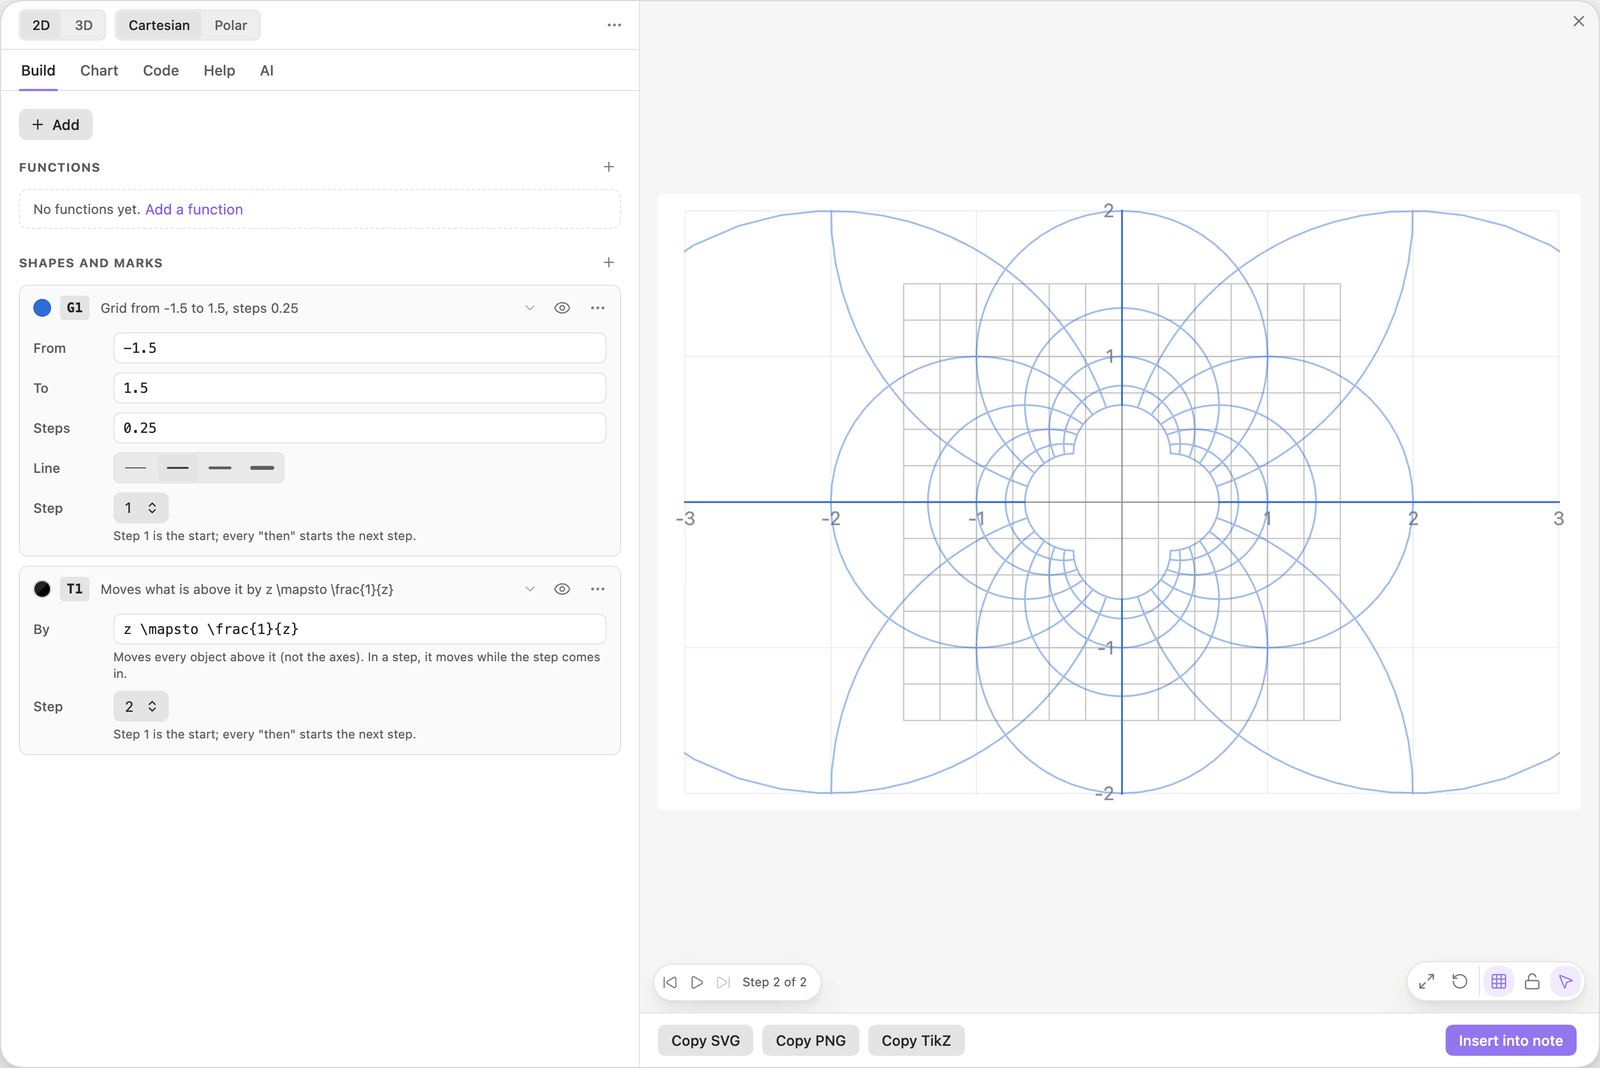 2D 3D Cartesian Polar
Build Chart Code Help AI
+ Add
FUNCTIONS
No functions yet. Add a function
SHAPES AND MARKS
G1 Grid from -1.5 to 1.5, steps 0.25
From −1.5
To 1.5
Steps 0.25
Line
Step 1
Step 1 is the start; every "then" starts the next step.
T1 Moves what is above it by z \mapsto \frac{1}{z}
By z \mapsto \frac{1}{z}
Moves every object above it (not the axes). In a step, it moves while the step comes
in.
Step 2
Step 1 is the start; every "then" starts the next step.
2
1
-3 -2 -1 1 2 3
-1
-2
Step 2 of 2
Copy SVG Copy PNG Copy TikZ Insert into note